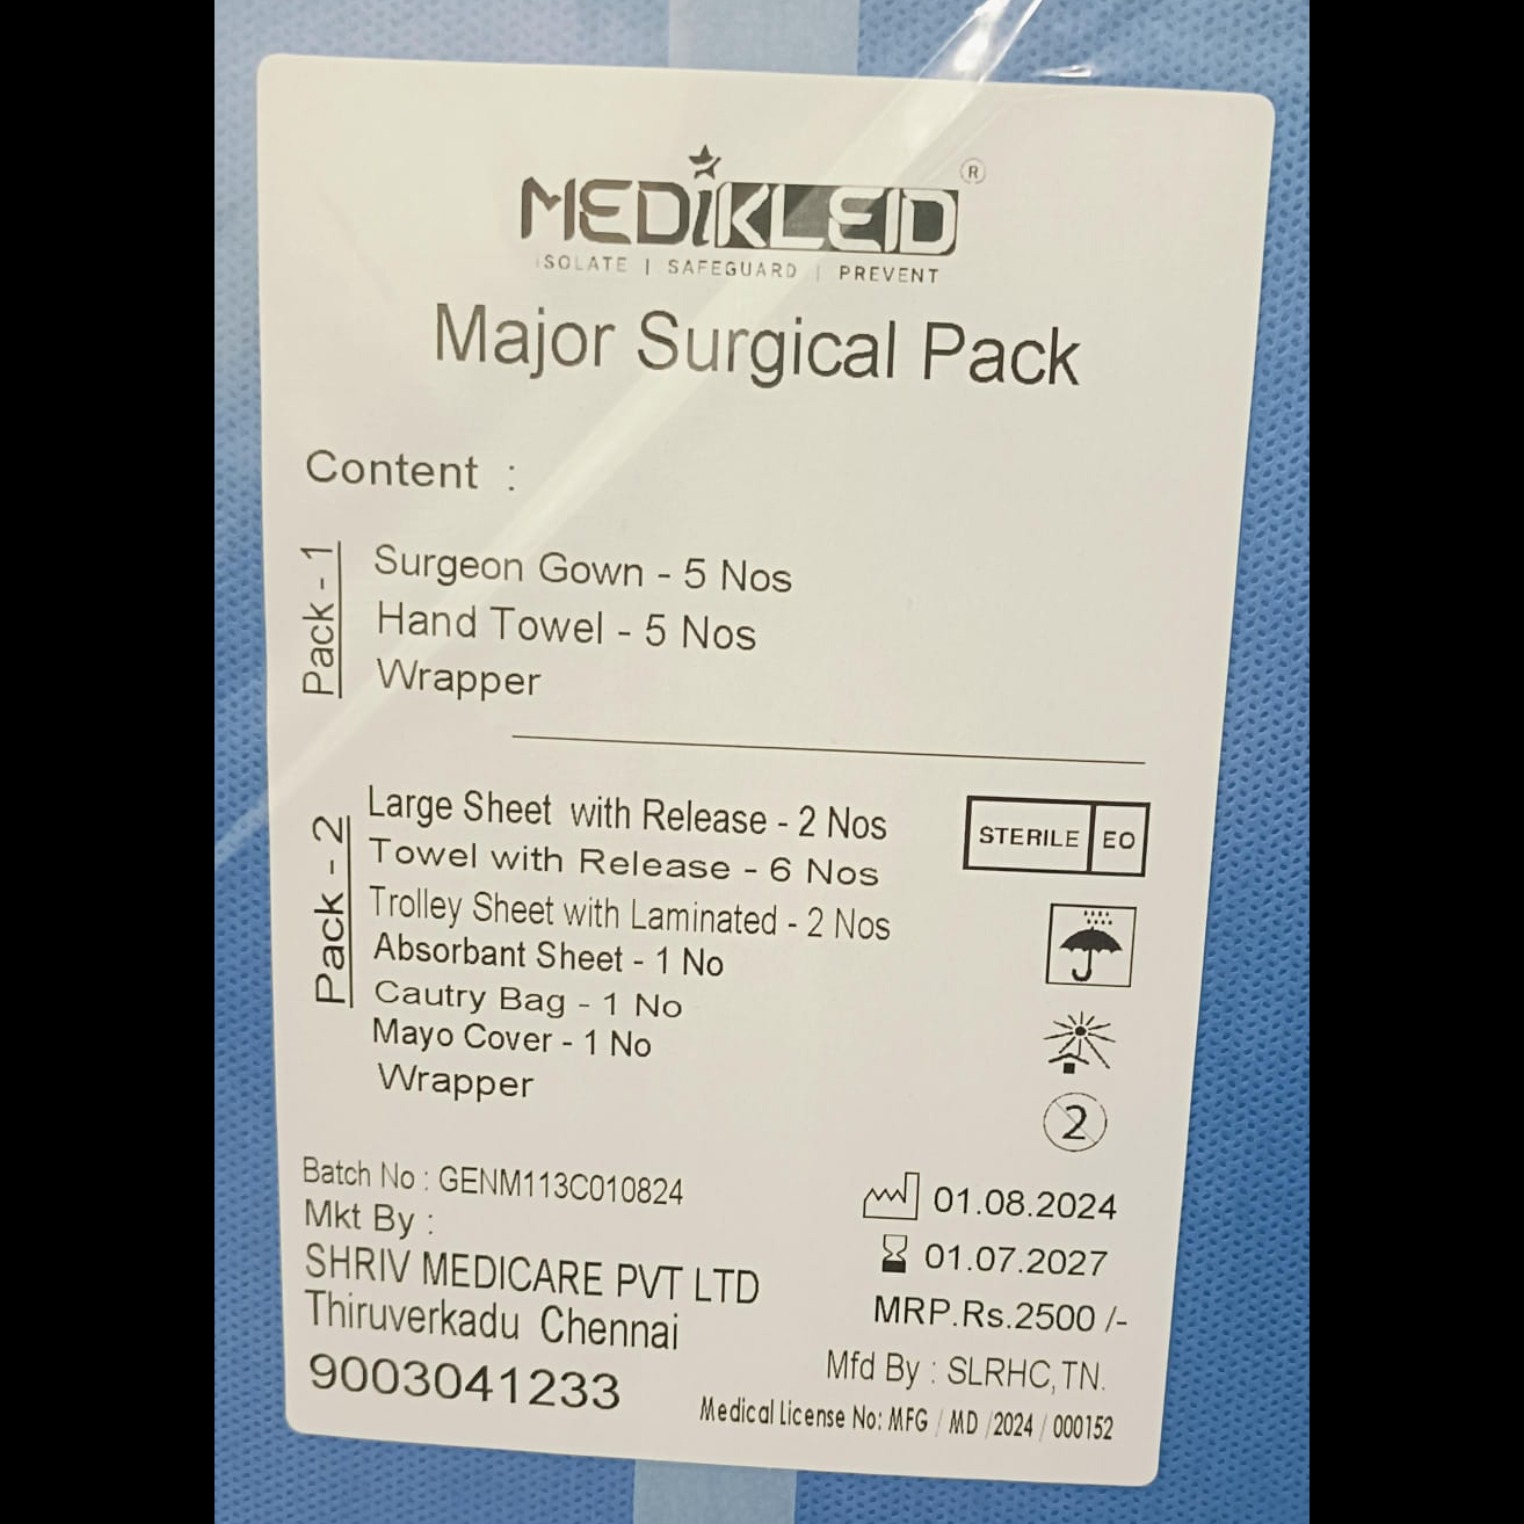 MEDiKLEID ®
ISOLATE | SAFEGUARD | PREVENT
Major Surgical Pack
Content :
Pack - 1
Surgeon Gown - 5 Nos
Hand Towel - 5 Nos
Wrapper
Pack - 2
Large Sheet with Release - 2 Nos
Towel with Release - 6 Nos
Trolley Sheet with Laminated - 2 Nos
Absorbant Sheet - 1 No
Cautry Bag - 1 No
Mayo Cover - 1 No
Wrapper
STERILE EO
2
Batch No : GENM113C010824
Mkt By :
SHRIV MEDICARE PVT LTD
Thiruverkadu Chennai
9003041233
01.08.2024
01.07.2027
MRP.Rs.2500 /-
Mfd By : SLRHC,TN.
Medical License No: MFG / MD /2024 / 000152